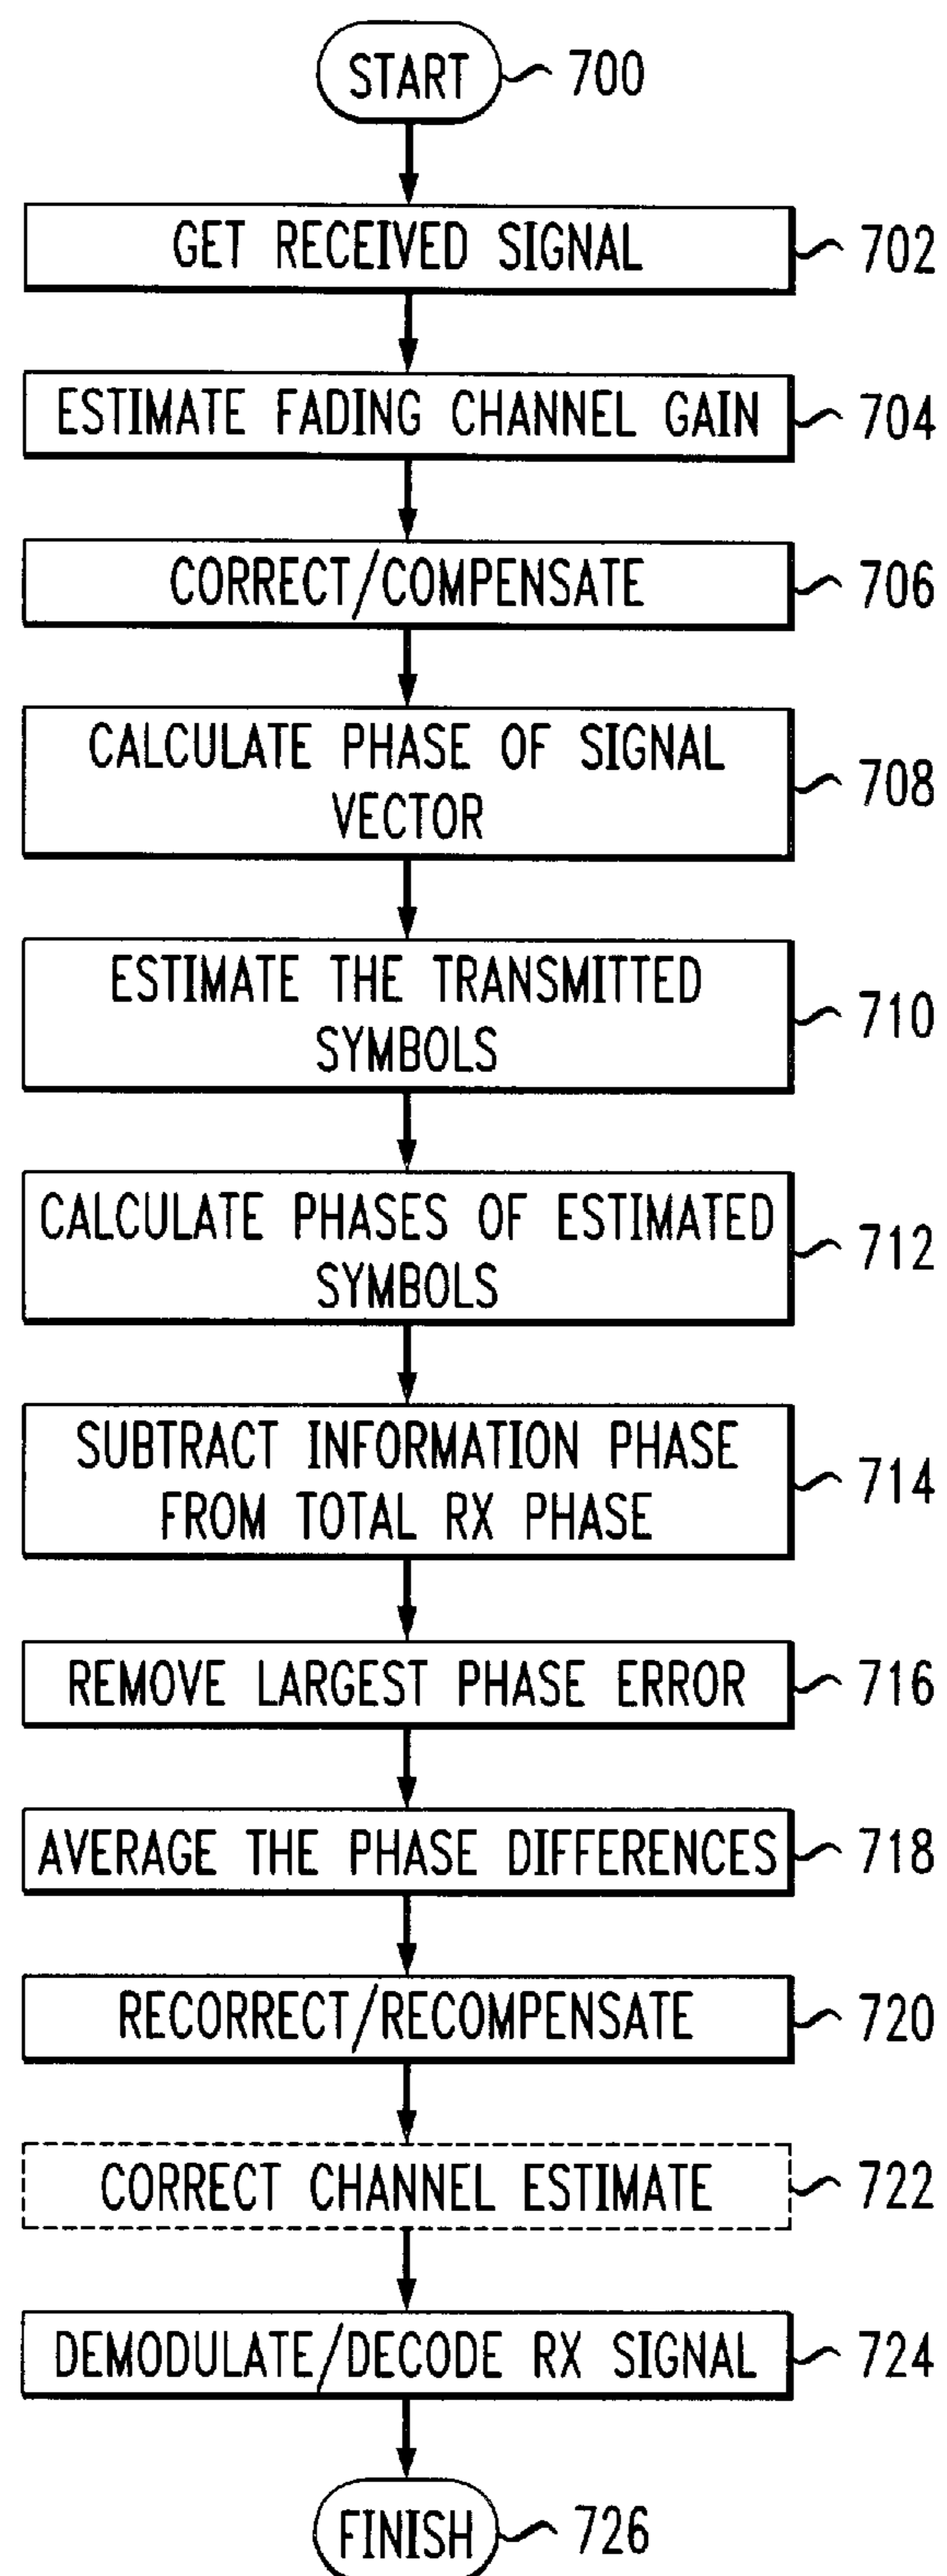 START 700
GET RECEIVED SIGNAL 702
ESTIMATE FADING CHANNEL GAIN 704
CORRECT/COMPENSATE 706
CALCULATE PHASE OF SIGNAL
VECTOR 708
ESTIMATE THE TRANSMITTED
SYMBOLS 710
CALCULATE PHASES OF ESTIMATED
SYMBOLS 712
SUBTRACT INFORMATION PHASE
FROM TOTAL RX PHASE 714
REMOVE LARGEST PHASE ERROR 716
AVERAGE THE PHASE DIFFERENCES 718
RECORRECT/RECOMPENSATE 720
CORRECT CHANNEL ESTIMATE 722
DEMODULATE/DECODE RX SIGNAL 724
FINISH 726